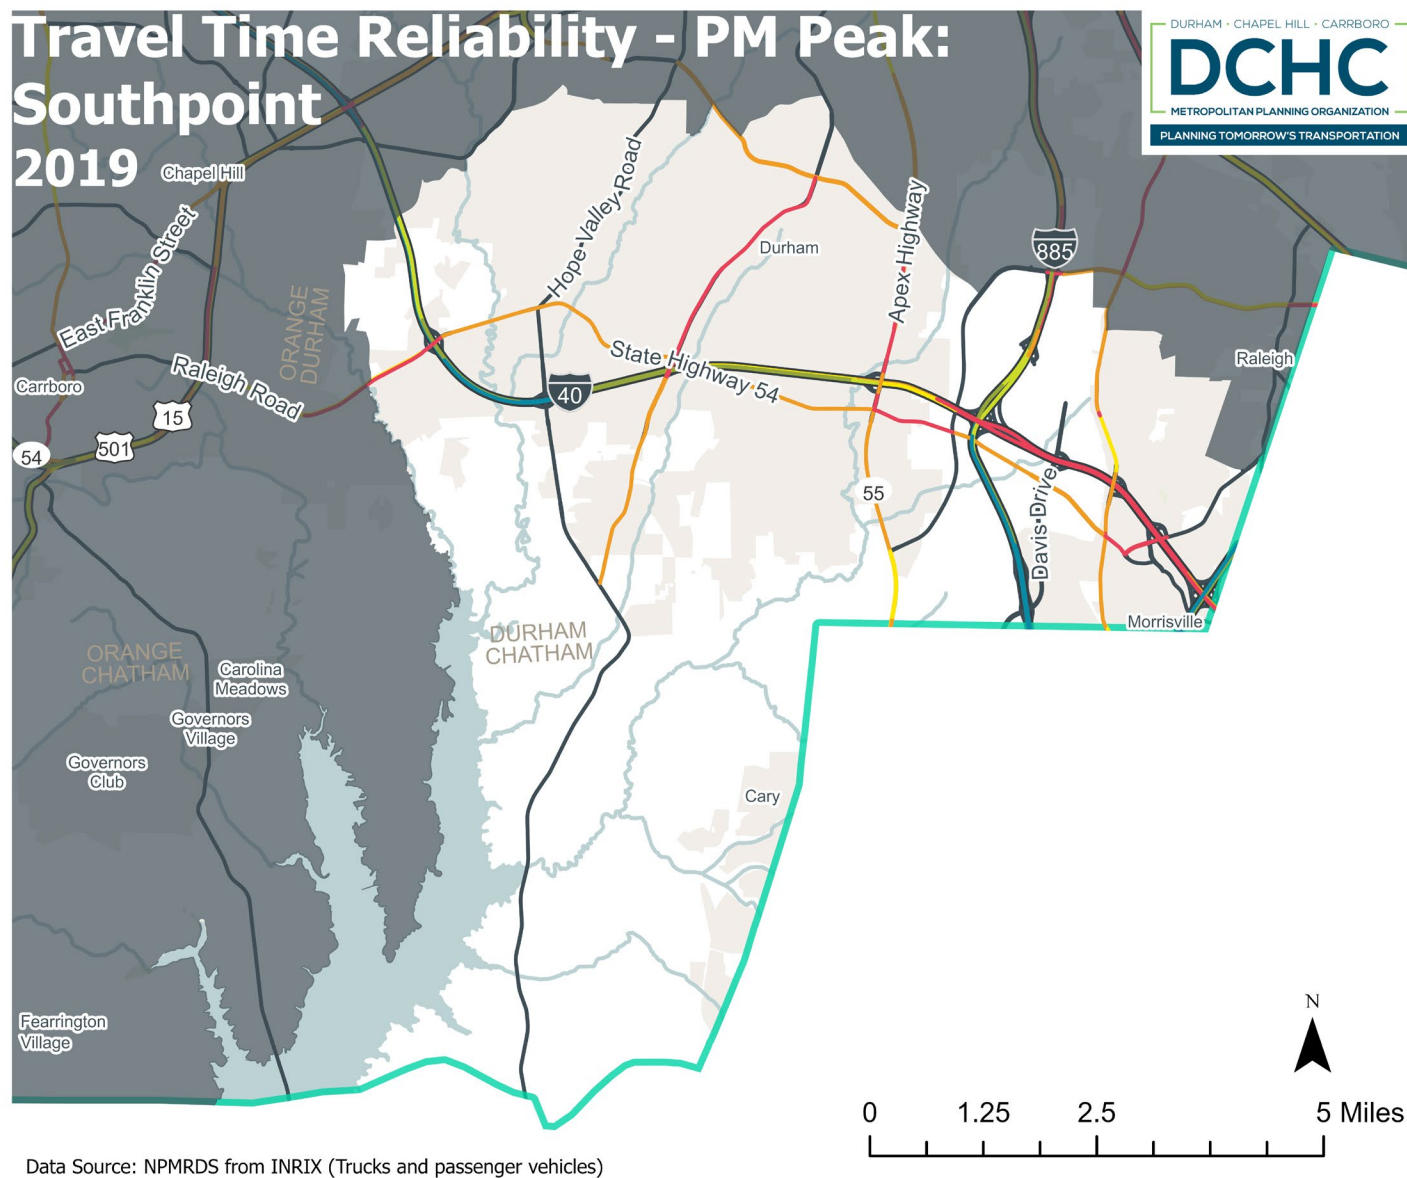 Travel Time Reliability - PM Peak:
Southpoint
2019
DURHAM · CHAPEL HILL · CARRBORO
DCHC
METROPOLITAN PLANNING ORGANIZATION
PLANNING TOMORROW'S TRANSPORTATION
Chapel Hill
East Franklin Street
ORANGE
DURHAM
Raleigh Road
Carrboro
15
501
54
Hope Valley Road
Durham
Apex Highway
885
State Highway 54
40
Raleigh
55
Davis Drive
Morrisville
DURHAM
CHATHAM
ORANGE
CHATHAM
Carolina
Meadows
Governors
Village
Governors
Club
Cary
Fearrington
Village
N
0 1.25 2.5 5 Miles
Data Source: NPMRDS from INRIX (Trucks and passenger vehicles)